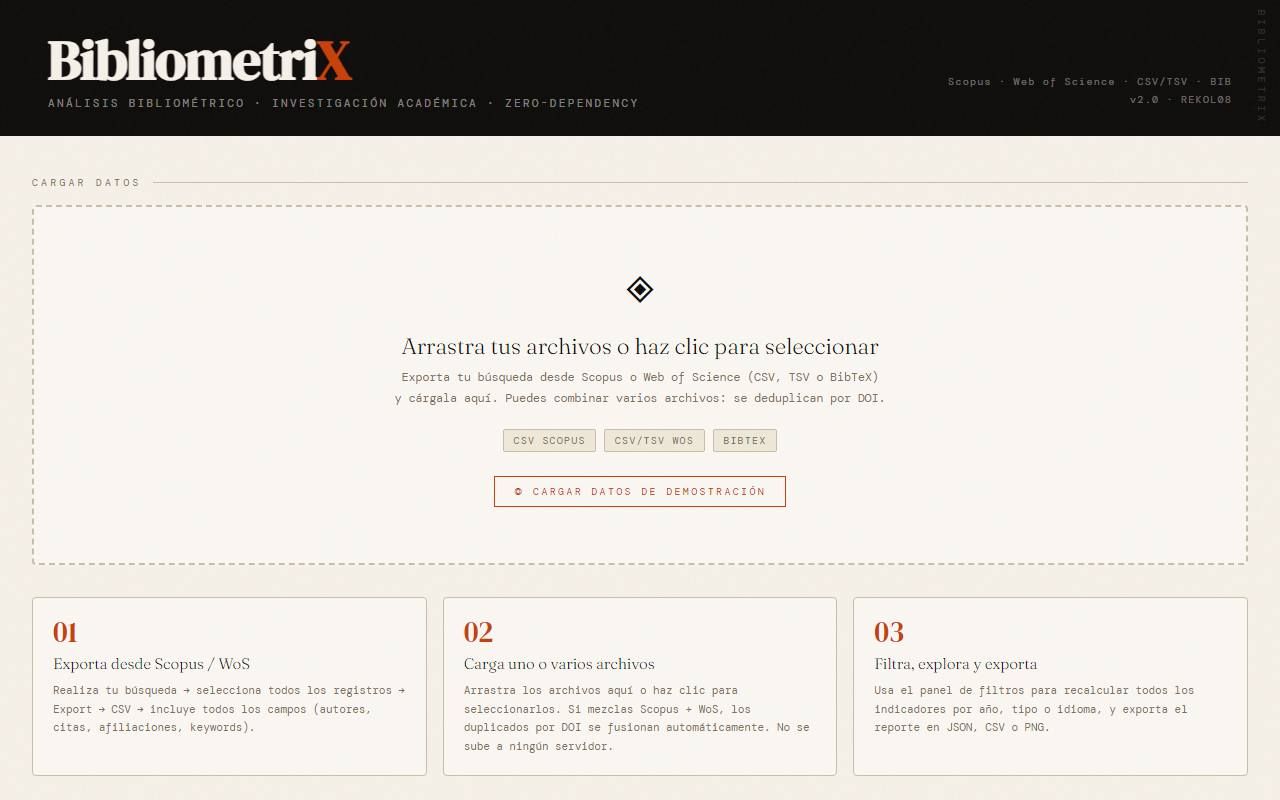 BibliometriX
ANÁLISIS BIBLIOMÉTRICO · INVESTIGACIÓN ACADÉMICA · ZERO-DEPENDENCY
Scopus · Web of Science · CSV/TSV · BIB
v2.0 · REKOL08
BIBLIOMETRIX
CARGAR DATOS
Arrastra tus archivos o haz clic para seleccionar
Exporta tu búsqueda desde Scopus o Web of Science (CSV, TSV o BibTeX)
y cárgala aquí. Puedes combinar varios archivos: se deduplican por DOI.
CSV SCOPUS
CSV/TSV WOS
BIBTEX
CARGAR DATOS DE DEMOSTRACIÓN
01
Exporta desde Scopus / WoS
Realiza tu búsqueda → selecciona todos los registros →
Export → CSV → incluye todos los campos (autores,
citas, afiliaciones, keywords).
02
Carga uno o varios archivos
Arrastra los archivos aquí o haz clic para
seleccionarlos. Si mezclas Scopus + WoS, los
duplicados por DOI se fusionan automáticamente. No se
sube a ningún servidor.
03
Filtra, explora y exporta
Usa el panel de filtros para recalcular todos los
indicadores por año, tipo o idioma, y exporta el
reporte en JSON, CSV o PNG.